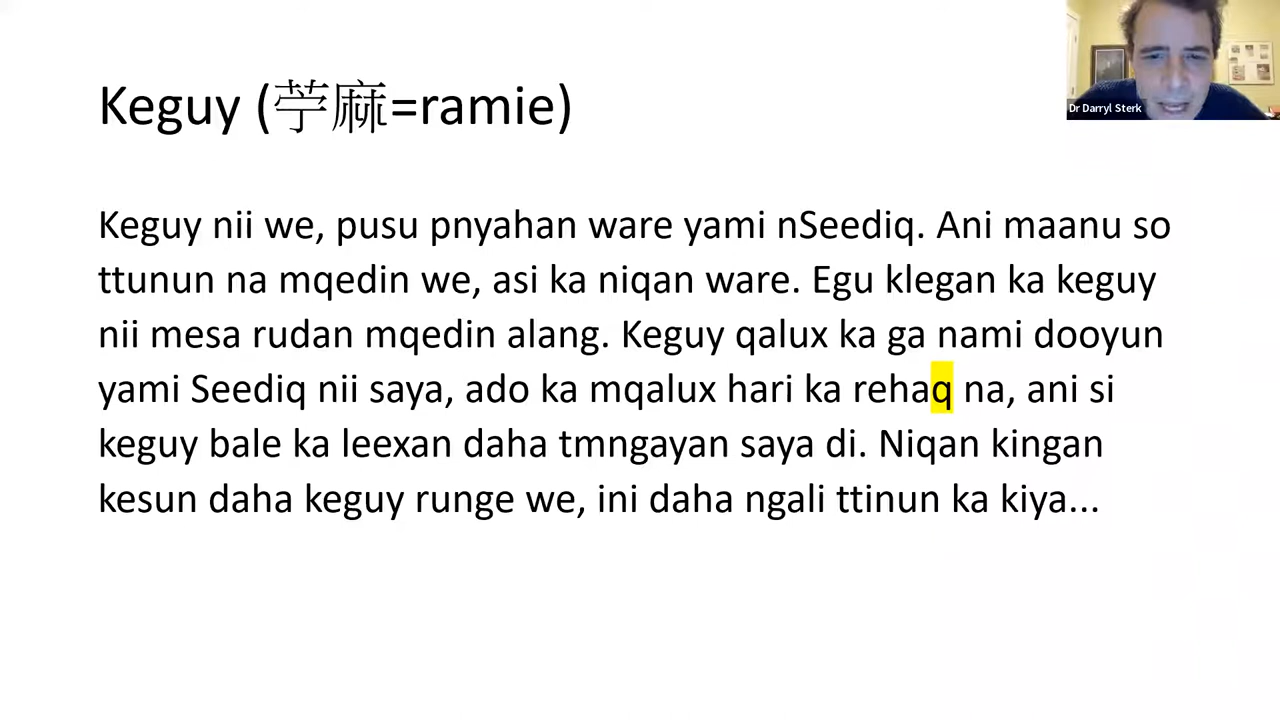 Keguy (苧麻=ramie)
Dr Darryl Sterk
Keguy nii we, pusu pnyahan ware yami nSeediq. Ani maanu so
ttunun na mqedin we, asi ka niqan ware. Egu klegan ka keguy
nii mesa rudan mqedin alang. Keguy qalux ka ga nami dooyun
yami Seediq nii saya, ado ka mqalux hari ka rehaq na, ani si
keguy bale ka leexan daha tmngayan saya di. Niqan kingan
kesun daha keguy runge we, ini daha ngali ttinun ka kiya...